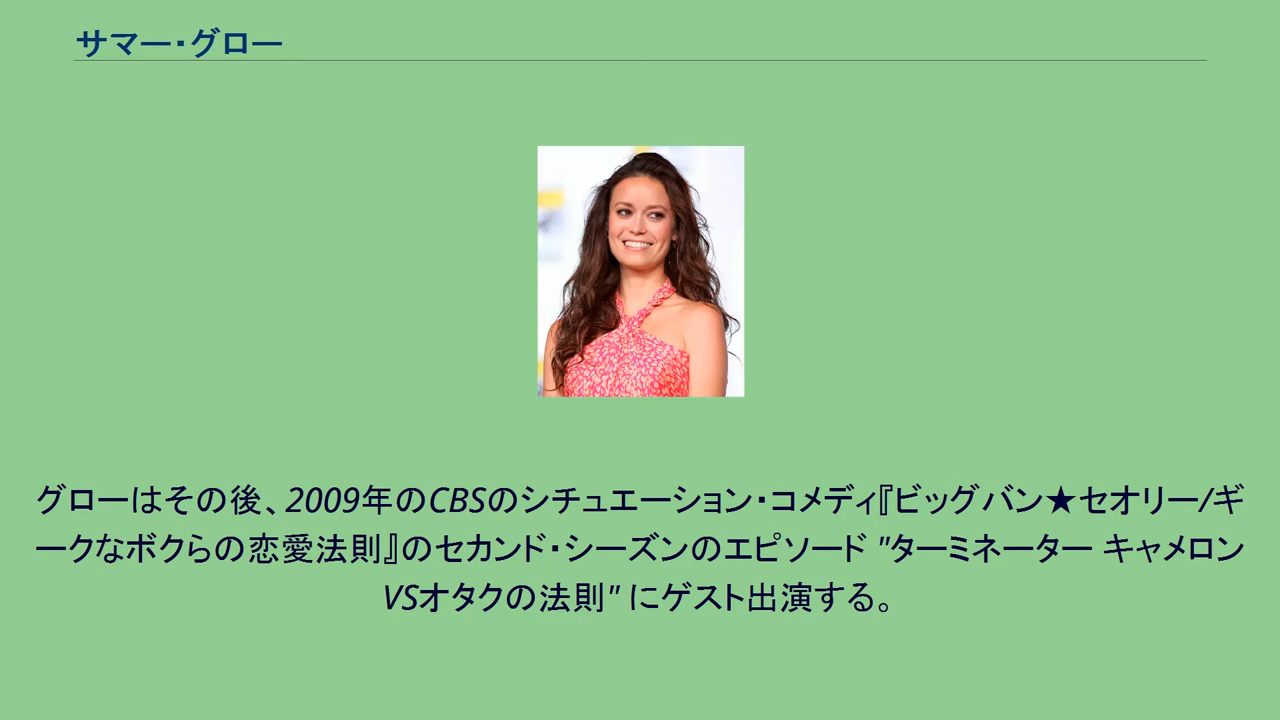 サマー・グロー
グローはその後、2009年のCBSのシチュエーション・コメディ『ビッグバン★セオリー/ギ
ークなボクらの恋愛法則』のセカンド・シーズンのエピソード "ターミネーター キャメロン
VSオタクの法則" にゲスト出演する。